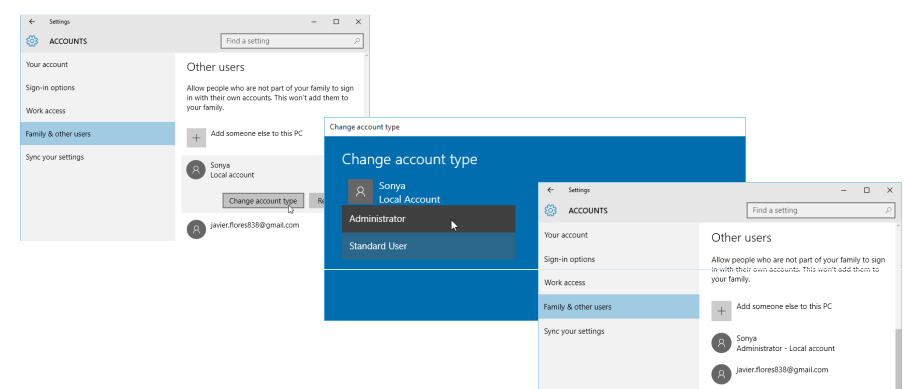 Settings
ACCOUNTS
Find a setting
Your account
Sign-in options
Work access
Family & other users
Sync your settings
Other users
Allow people who are not part of your family to sign
in with their own accounts. This won't add them to
your family.
Add someone else to this PC
Sonya
Local account
Change account type
Re
javier.flores838@gmail.com
Change account type
Change account type
Sonya
Local Account
Administrator
Standard User
Settings
ACCOUNTS
Find a setting
Your account
Sign-in options
Work access
Family & other users
Sync your settings
Other users
Allow people who are not part of your family to sign
in with their own accounts. This won't add them to
your family.
Add someone else to this PC
Sonya
Administrator - Local account
javier.flores838@gmail.com